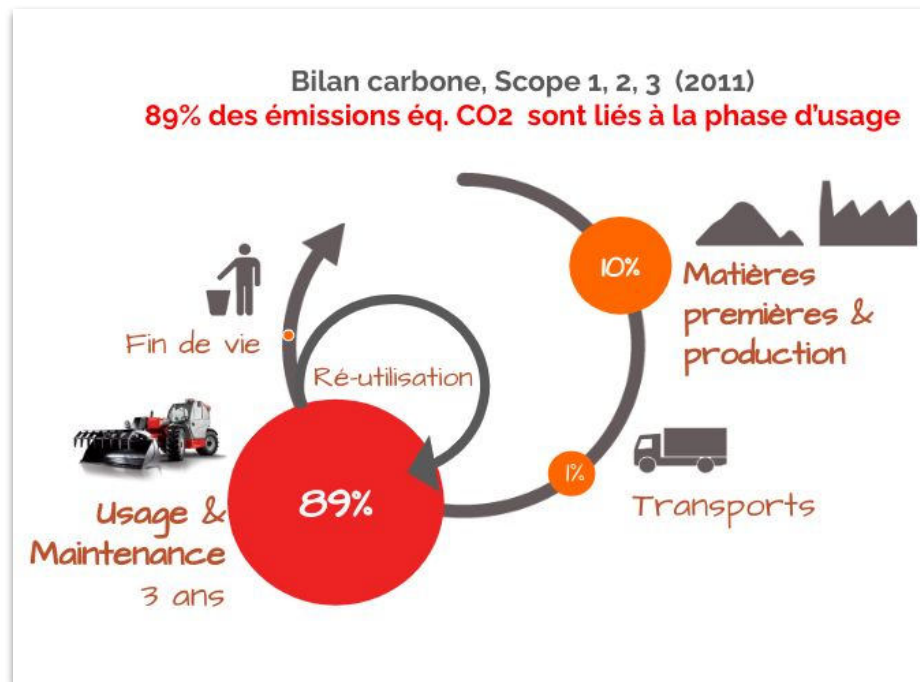 Bilan carbone, Scope 1, 2, 3 (2011)
89% des émissions éq. CO2 sont liés à la phase d'usage
10%
Matières
premières &
production
1%
Transports
89%
Usage &
Maintenance
3 ans
Ré-utilisation
Fin de vie